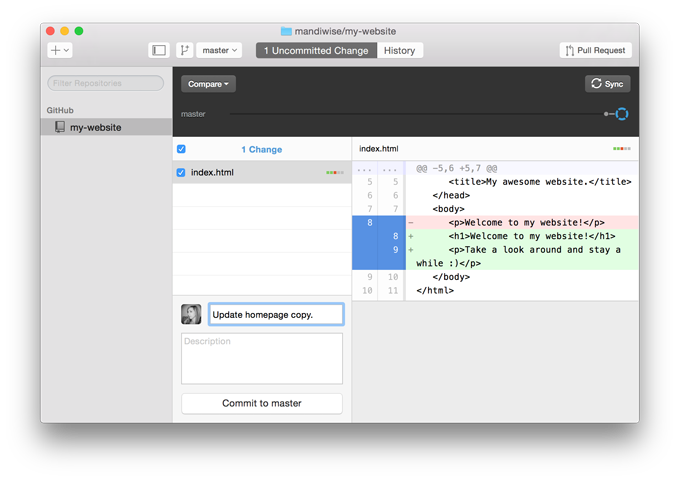 mandiwise/my-website
master
1 Uncommitted Change
History
Pull Request
Filter Repositories
GitHub
my-website
Compare
Sync
master
1 Change
index.html
Update homepage copy.
Description
Commit to master
index.html
... ... @@ -5,6 +5,7 @@
5 5 <title>My awesome website.</title>
6 6 </head>
7 7 <body>
8 - <p>Welcome to my website!</p>
8 + <h1>Welcome to my website!</h1>
9 + <p>Take a look around and stay a
while :)</p>
9 10 </body>
10 11 </html>